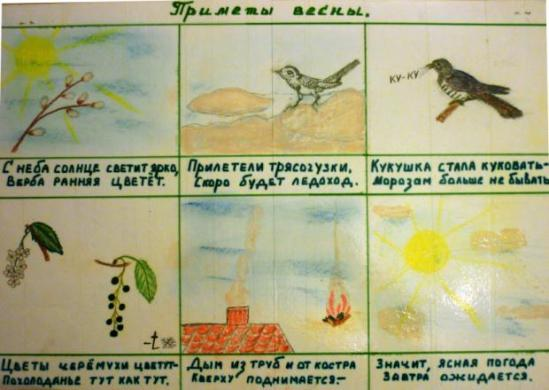 Приметы весны.
КУ-КУ
С неба солнце светит ярко,
Верба ранняя цветёт.
Прилетели трясогузки,
Скоро будет ледоход.
Кукушка стала куковать-
Морозам больше не бывать
-t
Цветы черёмухи цветут-
Похолоданье тут как тут.
Дым из труб и от костра
Кверху поднимается-
Значит, ясная погода
Завтра ожидается.